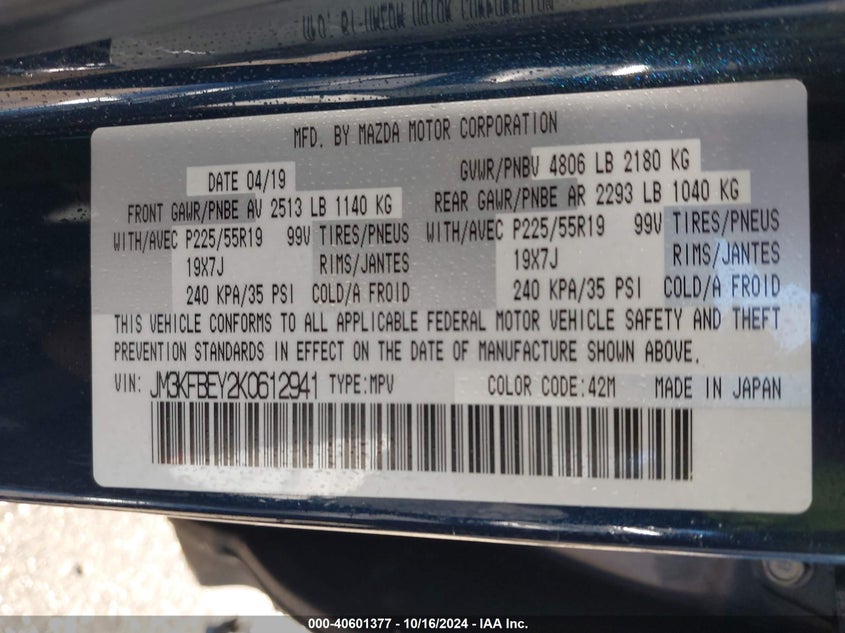 MFD. BY MAZDA MOTOR CORPORATION
DATE 04/19 GVWR/PNBV 4806 LB 2180 KG
FRONT GAWR/PNBE AV 2513 LB 1140 KG REAR GAWR/PNBE AR 2293 LB 1040 KG
WITH/AVEC P225/55R19 99V TIRES/PNEUS WITH/AVEC P225/55R19 99V TIRES/PNEUS
19X7J RIMS/JANTES 19X7J RIMS/JANTES
240 KPA/35 PSI COLD/A FROID 240 KPA/35 PSI COLD/A FROID
THIS VEHICLE CONFORMS TO ALL APPLICABLE FEDERAL MOTOR VEHICLE SAFETY AND THEFT
PREVENTION STANDARDS IN EFFECT ON THE DATE OF MANUFACTURE SHOWN ABOVE.
VIN: JM3KFBEY2K0612941 TYPE:MPV COLOR CODE:42M MADE IN JAPAN
000-40601377 - 10/16/2024 - IAA Inc.